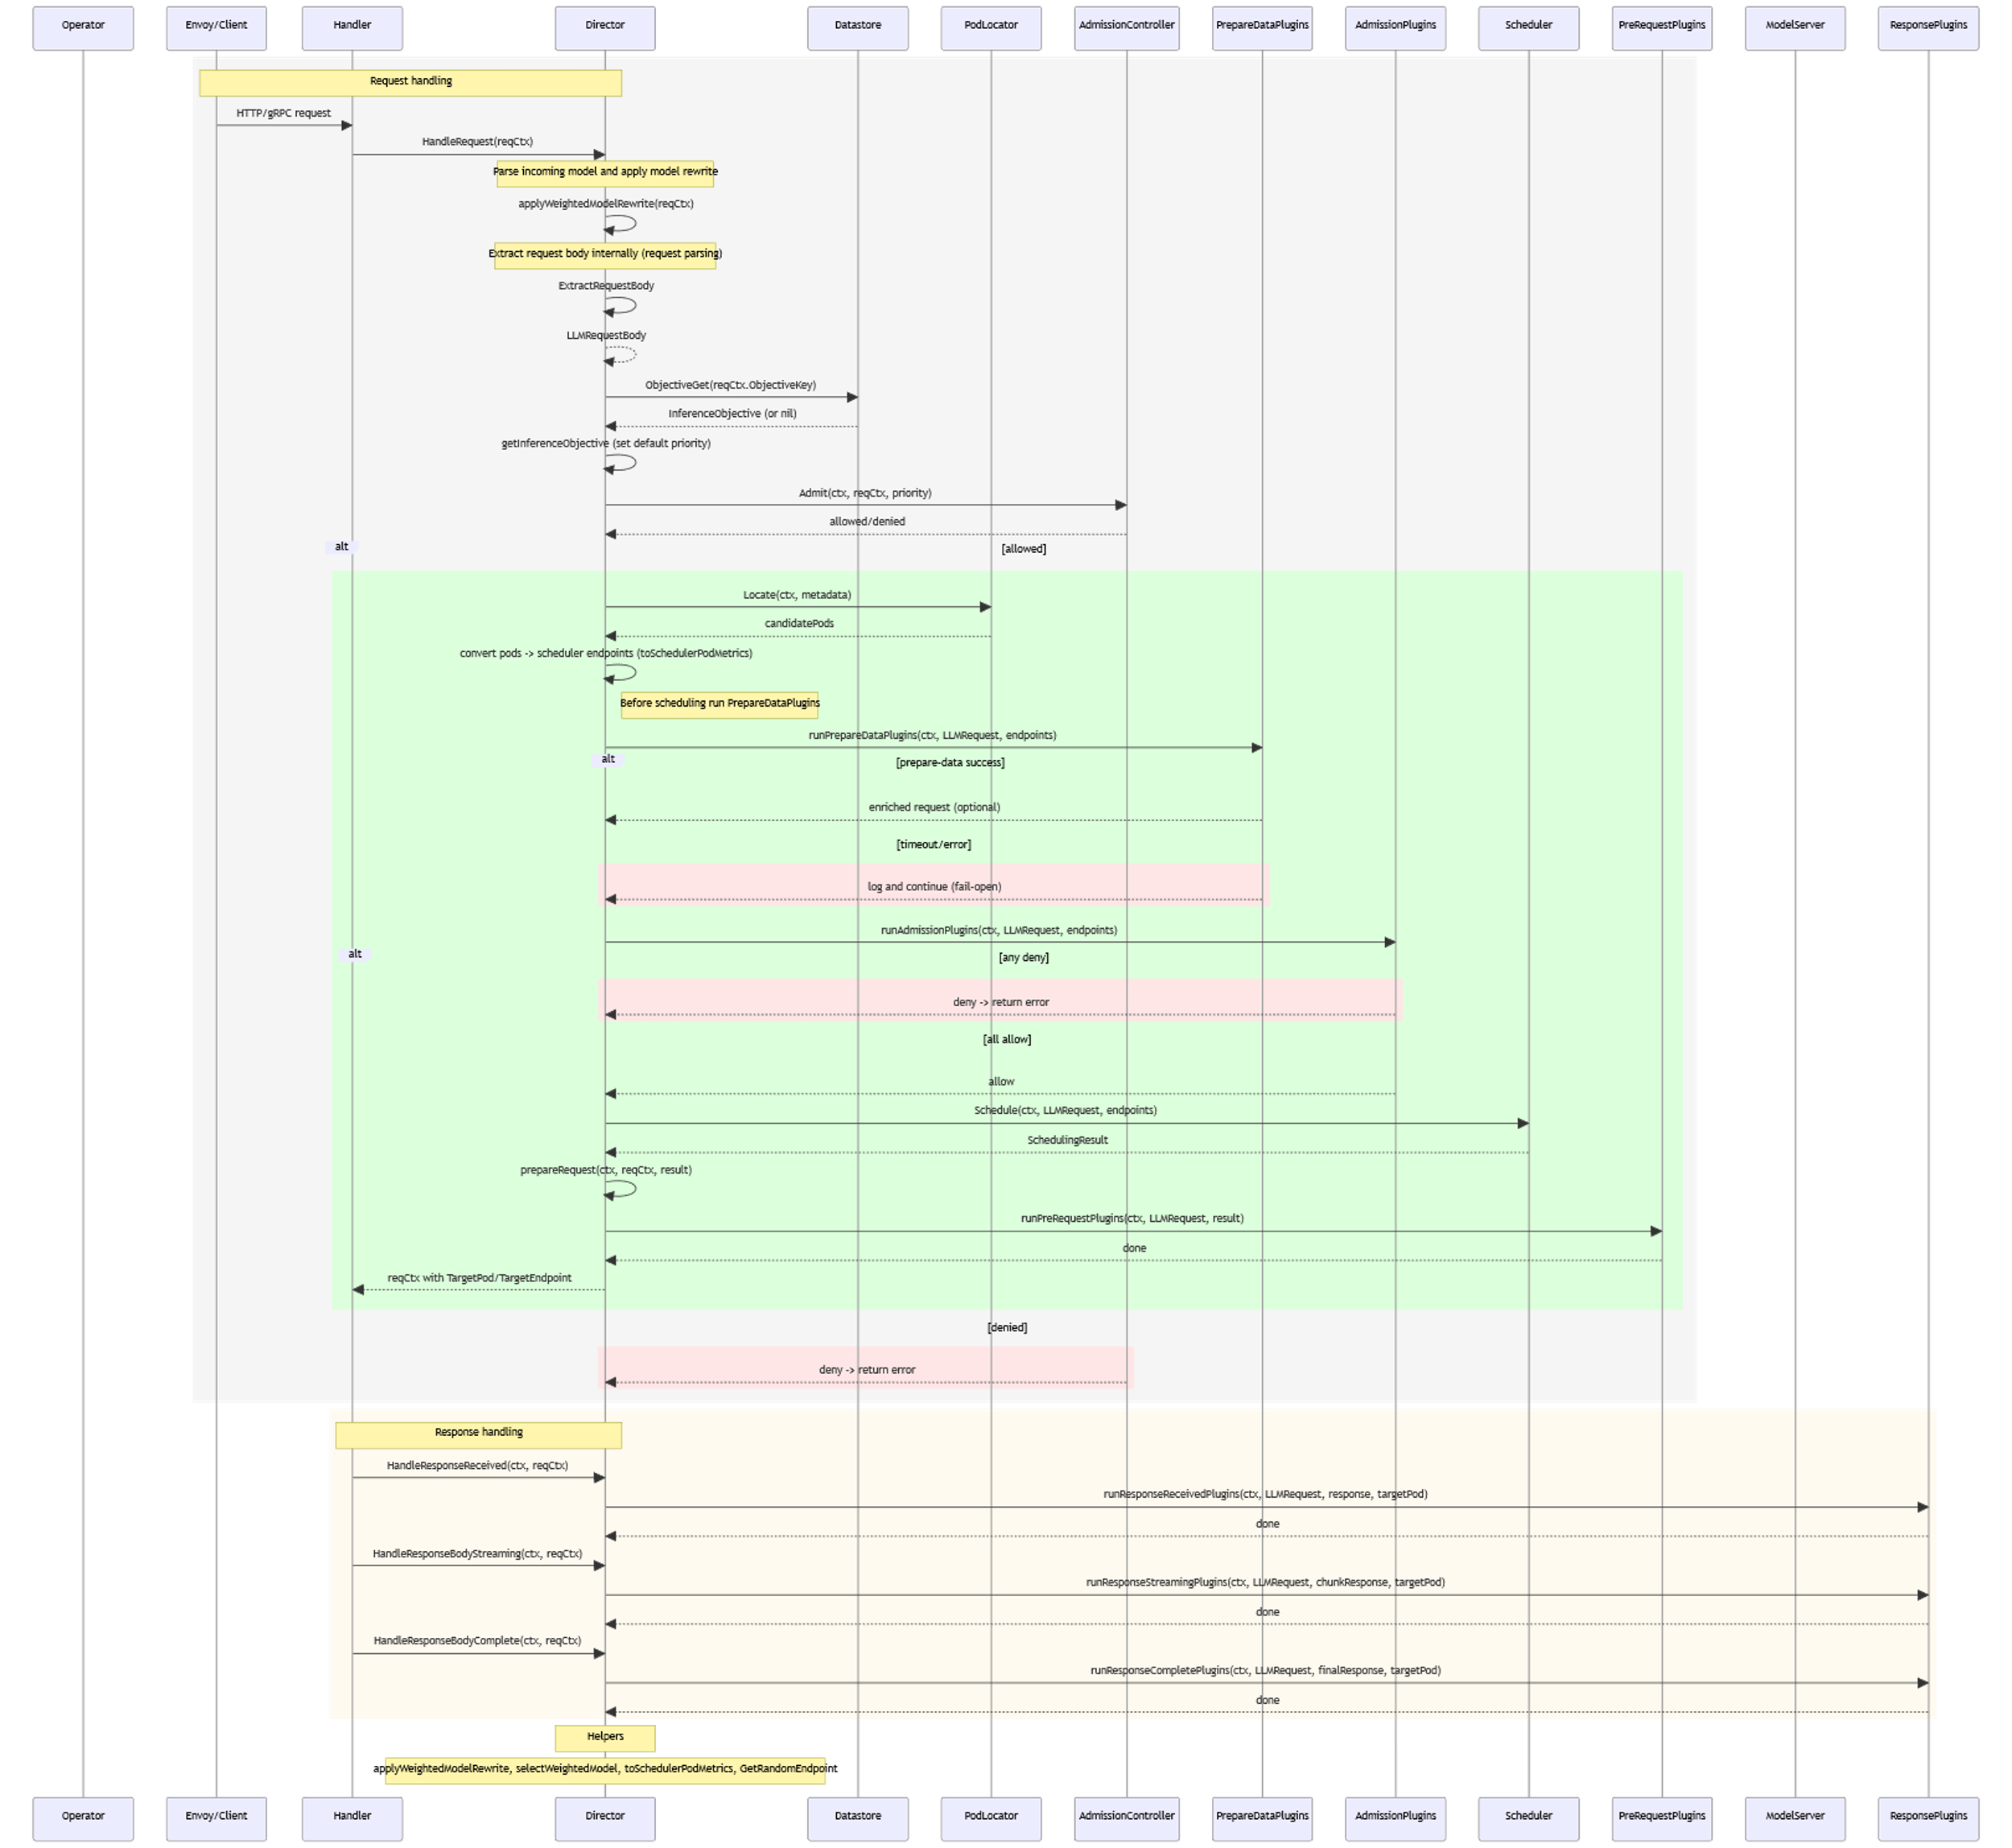 Operator
Envoy/Client
Handler
Director
Datastore
PodLocator
AdmissionController
PrepareDataPlugins
AdmissionPlugins
Scheduler
PreRequestPlugins
ModelServer
ResponsePlugins
Request handling
HTTP/gRPC request
HandleRequest(reqCtx)
Parse incoming model and apply model rewrite
applyWeightedModelRewrite(reqCtx)
Extract request body internally (request parsing)
ExtractRequestBody
LLMRequestBody
ObjectiveGet(reqCtx.ObjectiveKey)
InferenceObjective (or nil)
getInferenceObjective (set default priority)
Admit(ctx, reqCtx, priority)
allowed/denied
alt
[allowed]
Locate(ctx, metadata)
candidatePods
convert pods -> scheduler endpoints (toSchedulerPodMetrics)
Before scheduling run PrepareDataPlugins
runPrepareDataPlugins(ctx, LLMRequest, endpoints)
alt
[prepare-data success]
enriched request (optional)
[timeout/error]
log and continue (fail-open)
runAdmissionPlugins(ctx, LLMRequest, endpoints)
alt
[any deny]
deny -> return error
[all allow]
allow
Schedule(ctx, LLMRequest, endpoints)
SchedulingResult
prepareRequest(ctx, reqCtx, result)
runPreRequestPlugins(ctx, LLMRequest, result)
done
reqCtx with TargetPod/TargetEndpoint
[denied]
deny -> return error
Response handling
HandleResponseReceived(ctx, reqCtx)
runResponseReceivedPlugins(ctx, LLMRequest, response, targetPod)
done
HandleResponseBodyStreaming(ctx, reqCtx)
runResponseStreamingPlugins(ctx, LLMRequest, chunkResponse, targetPod)
done
HandleResponseBodyComplete(ctx, reqCtx)
runResponseCompletePlugins(ctx, LLMRequest, finalResponse, targetPod)
done
Helpers
applyWeightedModelRewrite, selectWeightedModel, toSchedulerPodMetrics, GetRandomEndpoint
Operator
Envoy/Client
Handler
Director
Datastore
PodLocator
AdmissionController
PrepareDataPlugins
AdmissionPlugins
Scheduler
PreRequestPlugins
ModelServer
ResponsePlugins